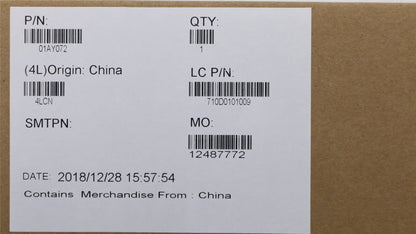 P/N:
QTY:
01AY072
1
(4L)Origin: China
LC P/N:
4LCN
710D0101009
SMTPN:
MO:
12487772
DATE: 2018/12/28 15:57:54
Contains Merchandise From : China